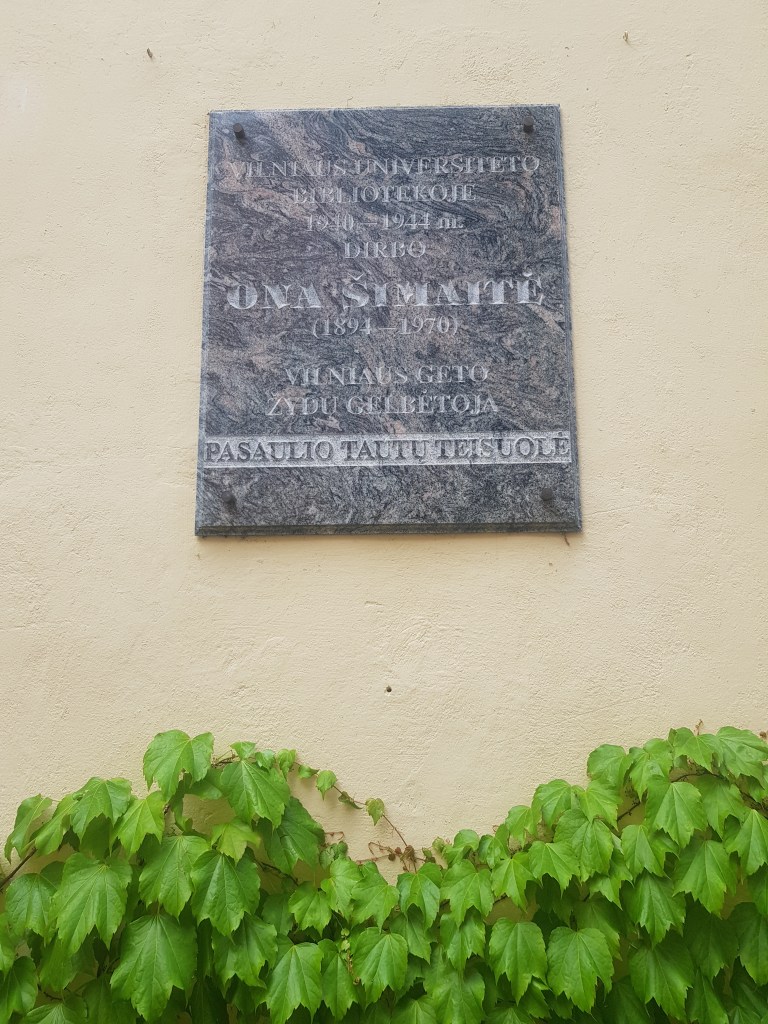 VILNIAUS UNIVERSITETO
BIBLIOTEKOJE
1940 – 1944 m.
DIRBO
ONA ŠIMAITĖ
(1894 – 1970)
VILNIAUS GETO
ŽYDŲ GELBĖTOJA
PASAULIO TAUTŲ TEISUOLĖ